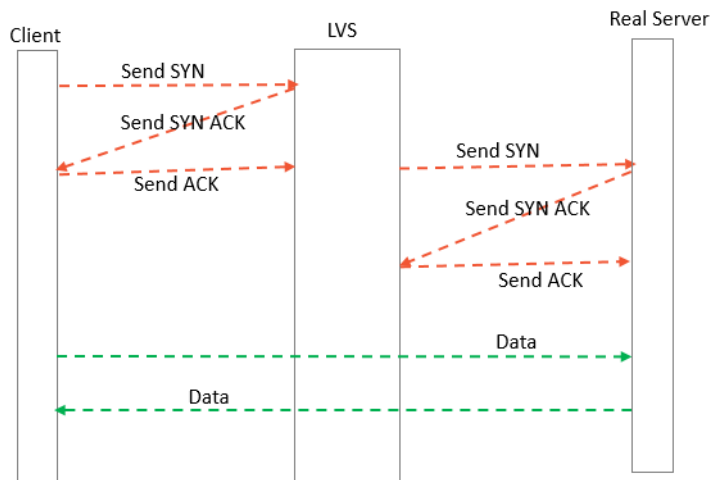 Client
LVS
Real Server
Send SYN
Send SYN ACK
Send ACK
Send SYN
Send SYN ACK
Send ACK
Data
Data